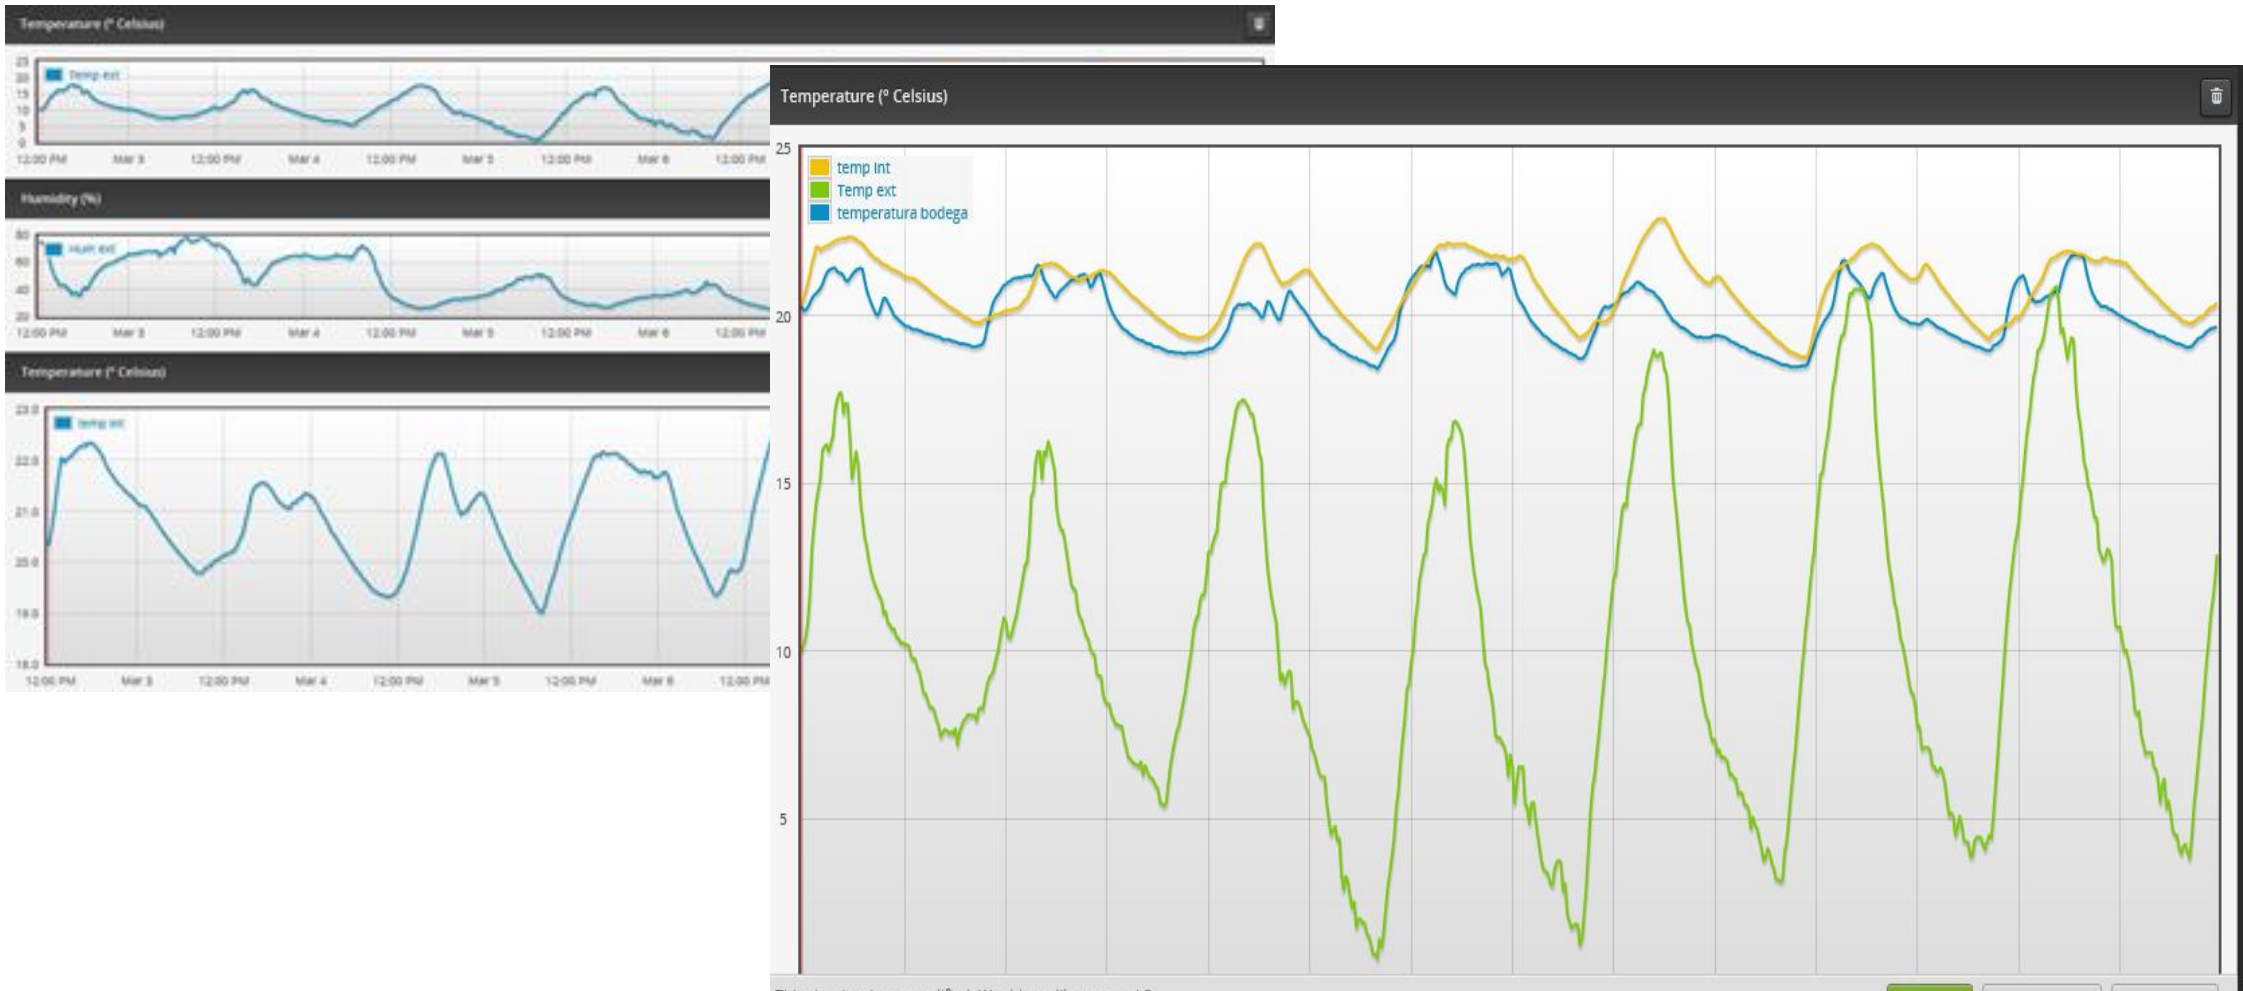 Temperature (° Celsius)
25
20
15
10
5
0
Temp ext
12:00 PM Mar 3 12:00 PM Mar 4 12:00 PM Mar 5 12:00 PM Mar 6 12:00 PM
Humidity (%)
80
60
40
20
Hum ext
12:00 PM Mar 3 12:00 PM Mar 4 12:00 PM Mar 5 12:00 PM Mar 6 12:00 PM
Temperature (° Celsius)
23.0
22.0
21.0
20.0
19.0
18.0
temp int
12:00 PM Mar 3 12:00 PM Mar 4 12:00 PM Mar 5 12:00 PM Mar 6 12:00 PM
Temperature (º Celsius)
25
20
15
10
5
temp int
Temp ext
temperatura bodega